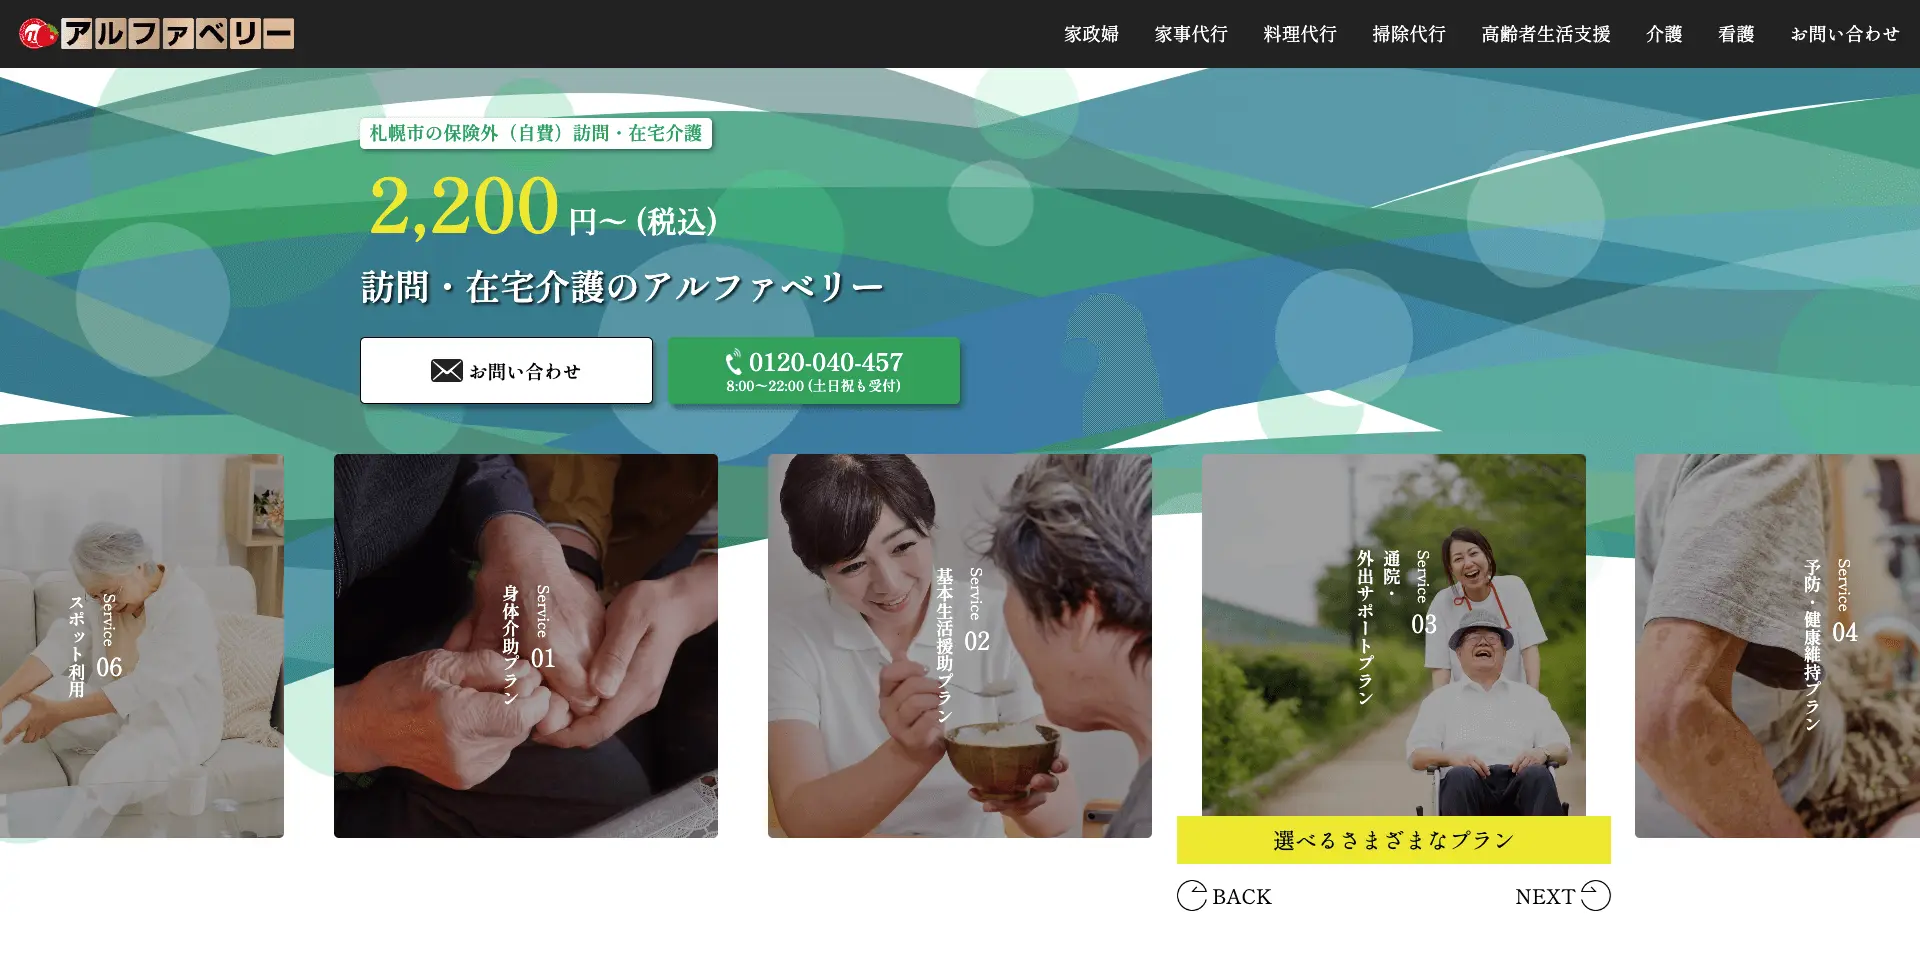 アルファベリー
家政婦 家事代行 料理代行 掃除代行 高齢者生活支援 介護 看護 お問い合わせ
札幌市の保険外（自費）訪問・在宅介護
2,200 円～ (税込)
訪問・在宅介護のアルファベリー
お問い合わせ
0120-040-457
8:00～22:00 (土日祝も受付)
Service 06
スポット利用
Service 01
身体介助プラン
Service 02
基本生活援助プラン
Service 03
通院・
外出サポートプラン
Service 04
予防・健康維持プラン
選べるさまざまなプラン
BACK
NEXT